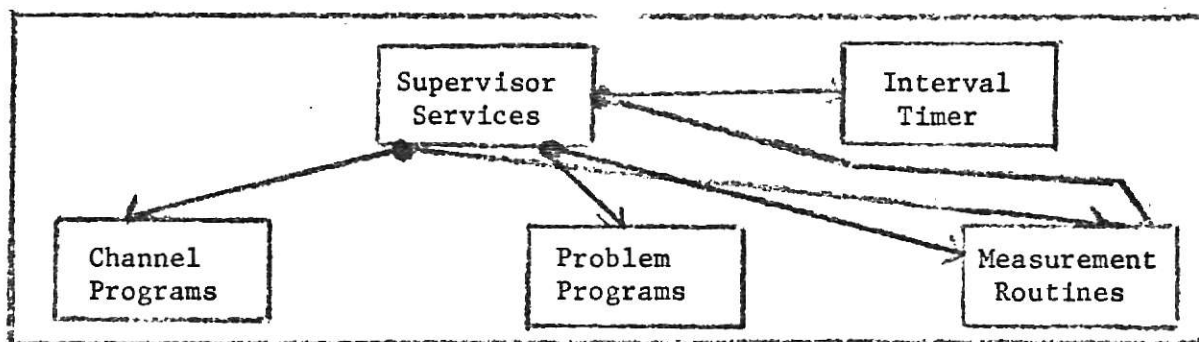 Supervisor
Services
Interval
Timer
Channel
Programs
Problem
Programs
Measurement
Routines